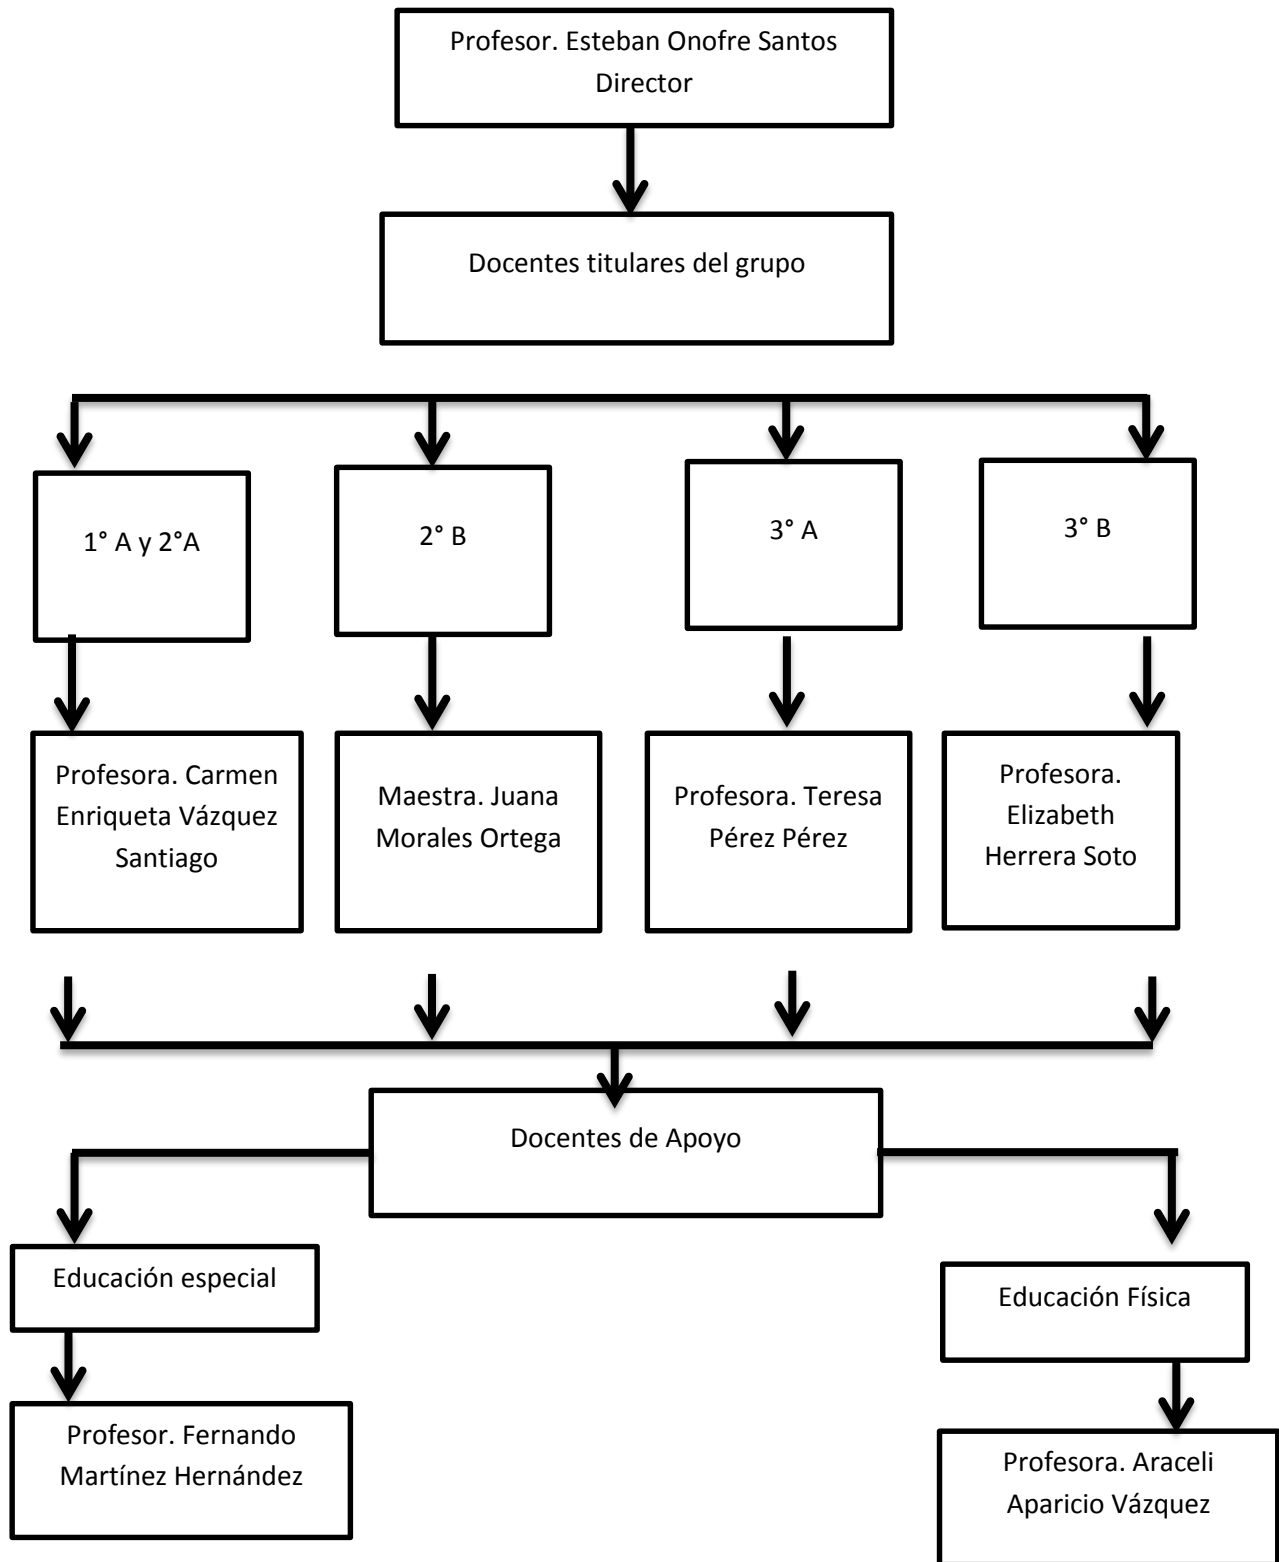 Profesor. Esteban Onofre Santos
Director
Docentes titulares del grupo
1° A y 2°A
2° B
3° A
3° B
Profesora. Carmen
Enriqueta Vázquez
Santiago
Maestra. Juana
Morales Ortega
Profesora. Teresa
Pérez Pérez
Profesora.
Elizabeth
Herrera Soto
Docentes de Apoyo
Educación especial
Educación Física
Profesor. Fernando
Martínez Hernández
Profesora. Araceli
Aparicio Vázquez